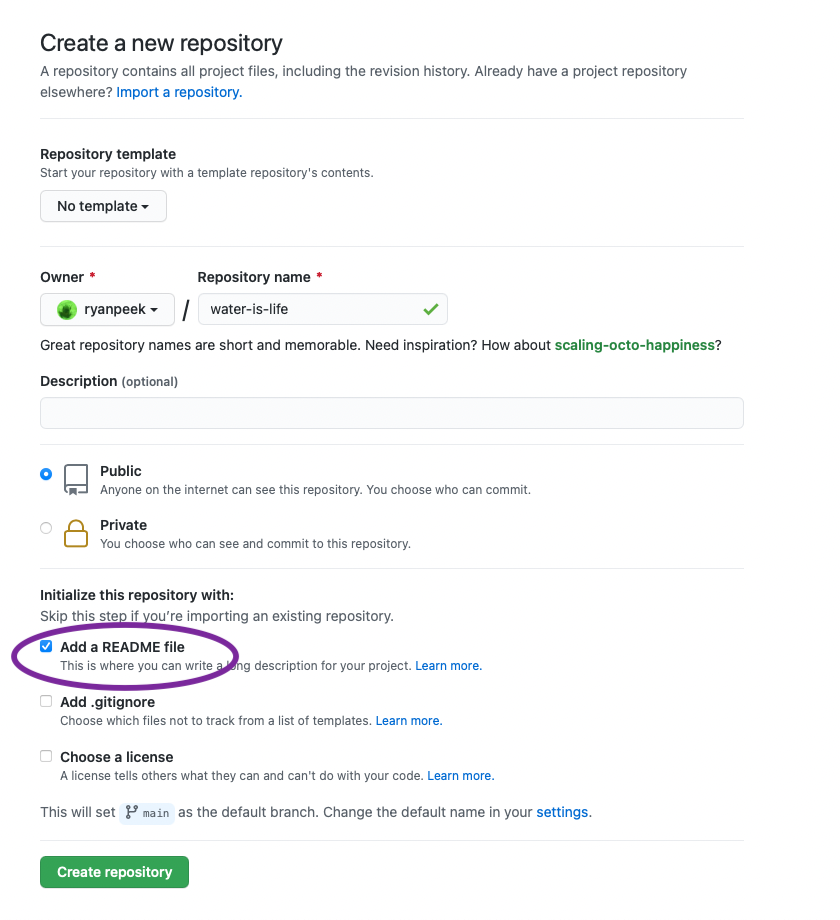 Create a new repository
A repository contains all project files, including the revision history. Already have a project repository
elsewhere? Import a repository.
Repository template
Start your repository with a template repository's contents.
No template
Owner *
Repository name *
ryanpeek
/
water-is-life
Great repository names are short and memorable. Need inspiration? How about scaling-octo-happiness?
Description (optional)
Public
Anyone on the internet can see this repository. You choose who can commit.
Private
You choose who can see and commit to this repository.
Initialize this repository with:
Skip this step if you’re importing an existing repository.
Add a README file
This is where you can write a long description for your project. Learn more.
Add .gitignore
Choose which files not to track from a list of templates. Learn more.
Choose a license
A license tells others what they can and can't do with your code. Learn more.
This will set main as the default branch. Change the default name in your settings.
Create repository